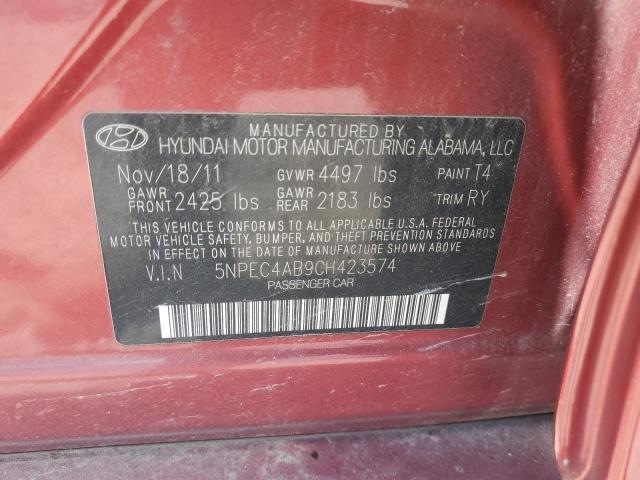 MANUFACTURED BY
HYUNDAI MOTOR MANUFACTURING ALABAMA, LLC
Nov/18/11 GVWR 4497 lbs PAINT T4
GAWR FRONT 2425 lbs GAWR REAR 2183 lbs TRIM RY
THIS VEHICLE CONFORMS TO ALL APPLICABLE U.S.A. FEDERAL
MOTOR VEHICLE SAFETY, BUMPER, AND THEFT PREVENTION
STANDARDS IN EFFECT ON THE DATE OF MANUFACTURE SHOWN ABOVE.
V.I.N 5NPEC4AB9CH423574
PASSENGER CAR